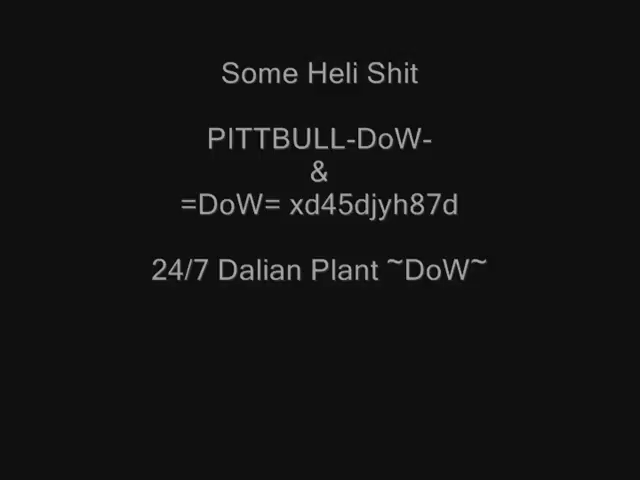 Some Heli Shit
PITTBULL-DoW-
&
=DoW= xd45djyh87d
24/7 Dalian Plant ~DoW~